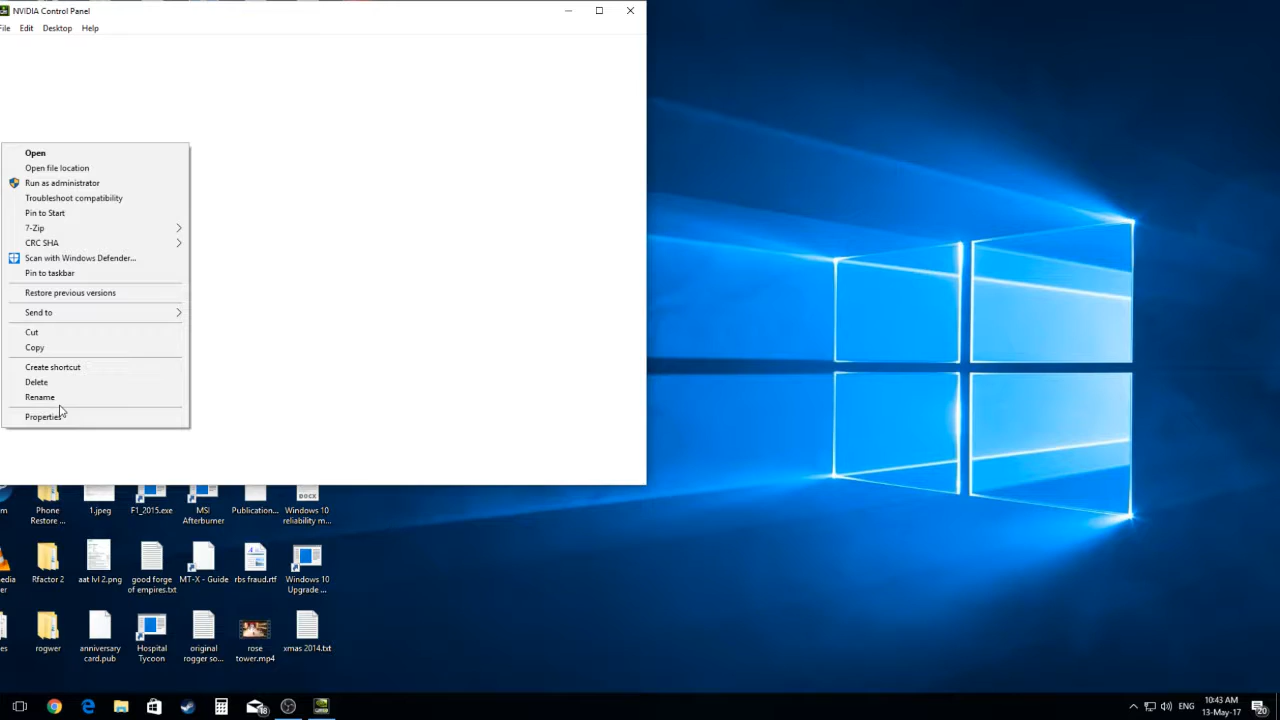 NVIDIA Control Panel
File Edit Desktop Help
Open
Open file location
Run as administrator
Troubleshoot compatibility
Pin to Start
7-Zip
CRC SHA
Scan with Windows Defender...
Pin to taskbar
Restore previous versions
Send to
Cut
Copy
Create shortcut
Delete
Rename
Properties
Phone
Restore ...
1.jpeg
F1_2015.exe
MSI
Afterburner
Publication...
DOCX
Windows 10
reliability m...
Rfactor 2
aat lvl 2.png
good forge
of empires.txt
MT-X - Guide
rbs fraud.rtf
Windows 10
Upgrade ...
rogwer
anniversary
card.pub
Hospital
Tycoon
original
rogger so...
rose
tower.mp4
xmas 2014.txt
18
ENG
10:43 AM
13-May-17
20